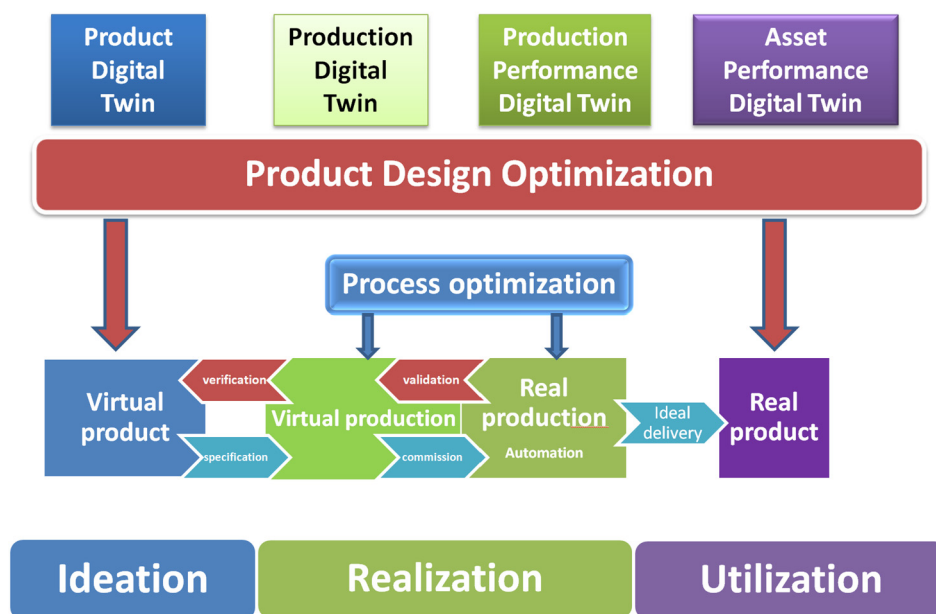 Product
Digital
Twin
Production
Digital
Twin
Production
Performance
Digital Twin
Asset
Performance
Digital Twin
Product Design Optimization
Process optimization
Virtual
product
verification
specification
Virtual production
validation
commission
Real
production
Automation
Ideal
delivery
Real
product
Ideation
Realization
Utilization